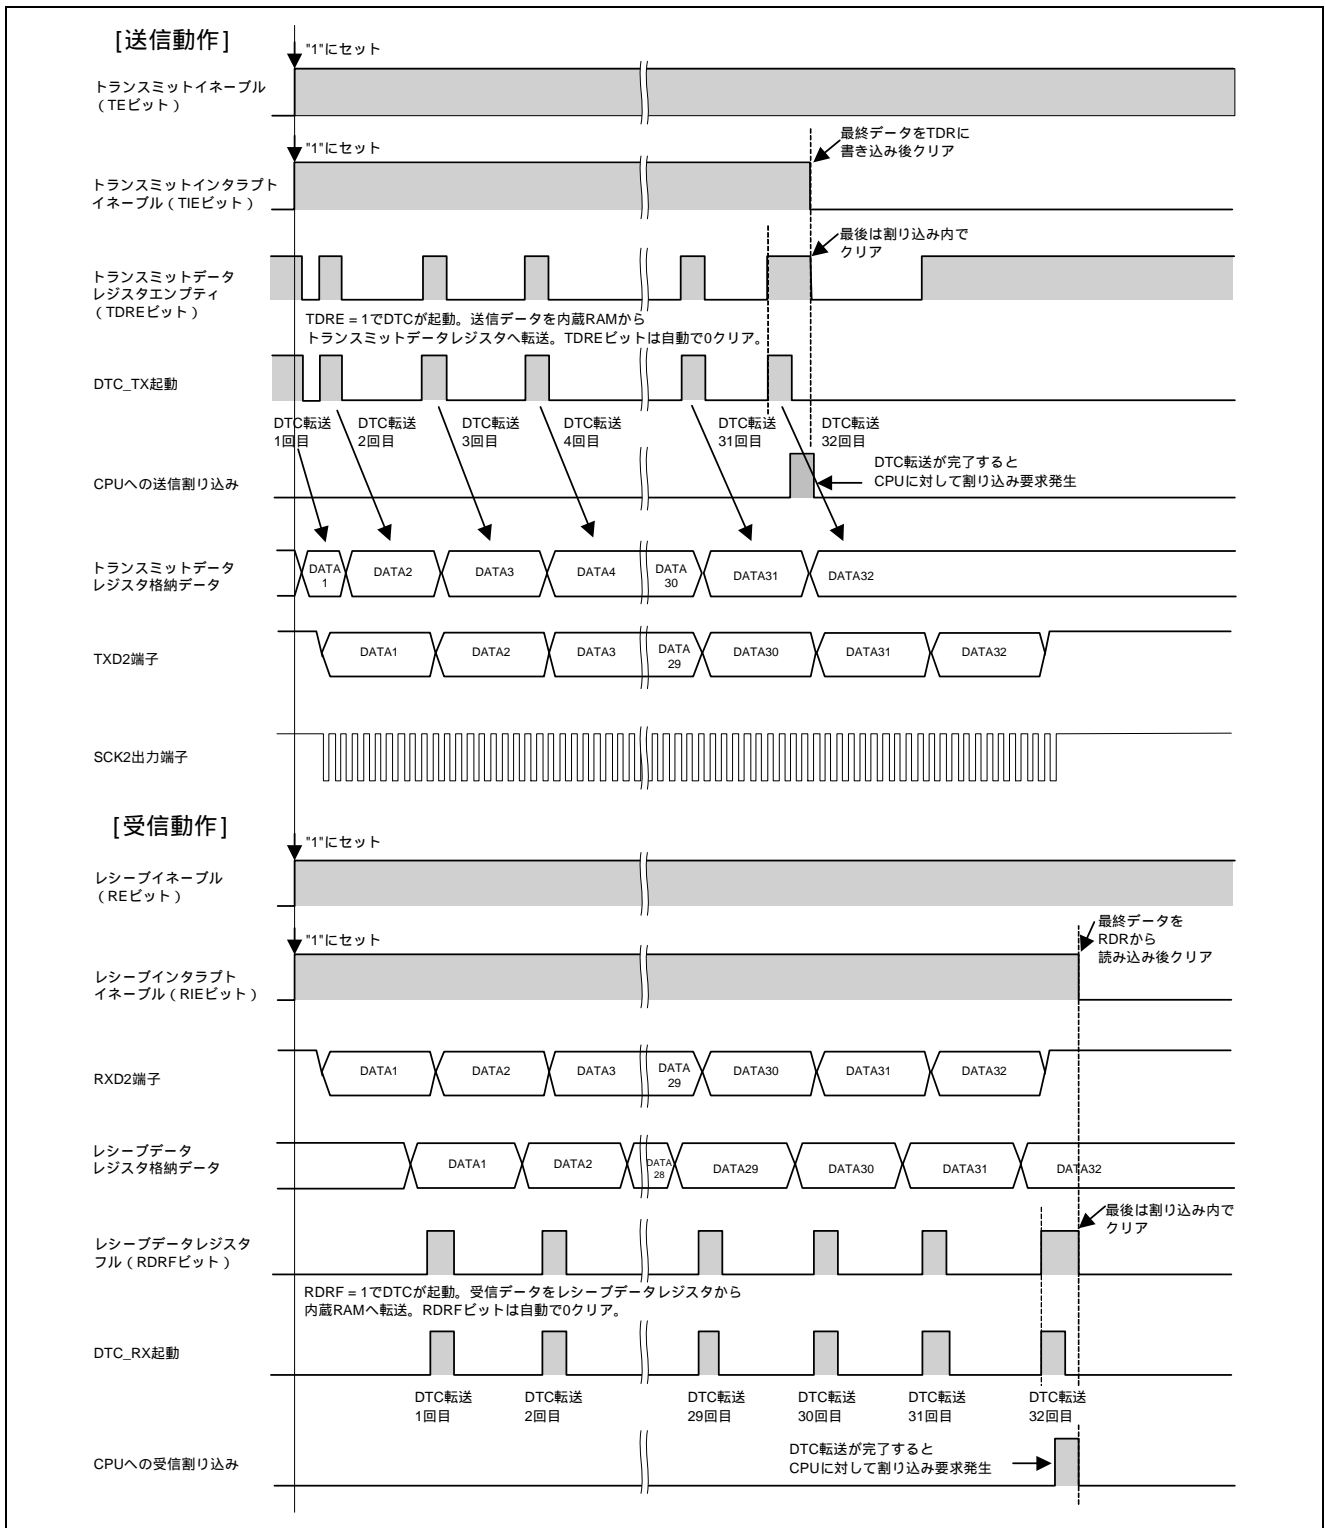 [送信動作]
"1"にセット
トランスミットイネーブル
（TEビット）
"1"にセット
最終データをTDRに
書き込み後クリア
トランスミットインタラプト
イネーブル（TIEビット）
最後は割り込み内で
クリア
トランスミットデータ
レジスタエンプティ
（TDREビット）
TDRE = 1でDTCが起動。送信データを内蔵RAMから
トランスミットデータレジスタへ転送。TDREビットは自動で0クリア。
DTC_TX起動
DTC転送 DTC転送 DTC転送 DTC転送 DTC転送 DTC転送
1回目 2回目 3回目 4回目 31回目 32回目
CPUへの送信割り込み
DTC転送が完了すると
CPUに対して割り込み要求発生
トランスミットデータ
レジスタ格納データ
DATA
1
DATA2 DATA3 DATA4
DATA
30
DATA31 DATA32
TXD2端子
DATA1 DATA2 DATA3
DATA
29
DATA30 DATA31 DATA32
SCK2出力端子
[受信動作]
"1"にセット
レシーブイネーブル
（REビット）
"1"にセット
最終データを
RDRから
読み込み後クリア
レシーブインタラプト
イネーブル（RIEビット）
RXD2端子
DATA1 DATA2 DATA3
DATA
29
DATA30 DATA31 DATA32
レシーブデータ
レジスタ格納データ
DATA1 DATA2
DATA
28
DATA29 DATA30 DATA31 DATA32
最後は割り込み内で
クリア
レシーブデータレジスタ
フル（RDRFビット）
RDRF = 1でDTCが起動。受信データをレシーブデータレジスタから
内蔵RAMへ転送。RDRFビットは自動で0クリア。
DTC_RX起動
DTC転送 DTC転送 DTC転送 DTC転送 DTC転送 DTC転送
1回目 2回目 29回目 30回目 31回目 32回目
CPUへの受信割り込み
DTC転送が完了すると
CPUに対して割り込み要求発生